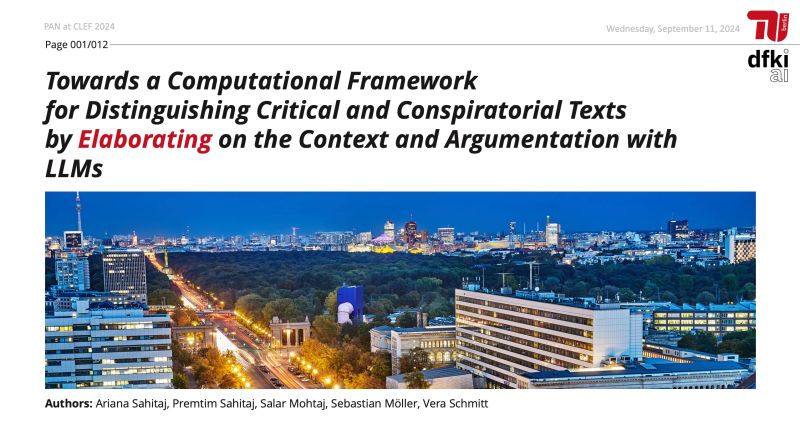 PAN at CLEF 2024
Wednesday, September 11, 2024
Page 001/012
Towards a Computational Framework
for Distinguishing Critical and Conspiratorial Texts
by Elaborating on the Context and Argumentation with
LLMs
Authors: Ariana Sahitaj, Premtim Sahitaj, Salar Mohtaj, Sebastian Möller, Vera Schmitt
berlin
dfki
ai